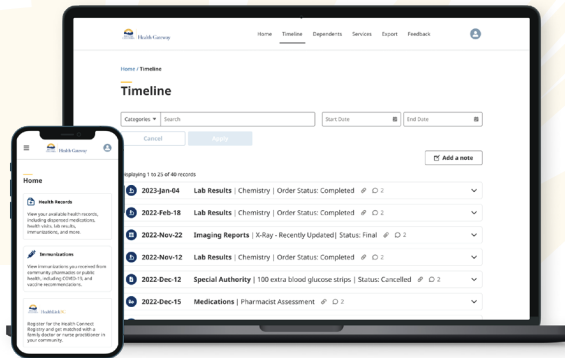 Health Gateway
Home Timeline Dependents Services Export Feedback
Home / Timeline
Timeline
Categories Search Start Date End Date
Cancel Apply
Add a note
Displaying 1 to 25 of 40 records
2023-Jan-04 Lab Results | Chemistry | Order Status: Completed 2
2022-Feb-18 Lab Results | Chemistry | Order Status: Completed 2
2022-Nov-22 Imaging Reports | X-Ray - Recently Updated | Status: Final 2
2022-Nov-12 Lab Results | Chemistry | Order Status: Completed 2
2022-Dec-12 Special Authority | 100 extra blood glucose strips | Status: Cancelled 2
2022-Dec-15 Medications | Pharmacist Assessment 2
Health Gateway
Home
Health Records
View your available health records,
including dispensed medications,
health visits, lab results,
immunizations, and more.
Immunizations
View immunizations you received from
community pharmacies or public
health, including COVID-19, and
vaccine recommendations.
HealthLink BC
Register for the Health Connect
Registry and get matched with a
family doctor or nurse practitioner in
your community.